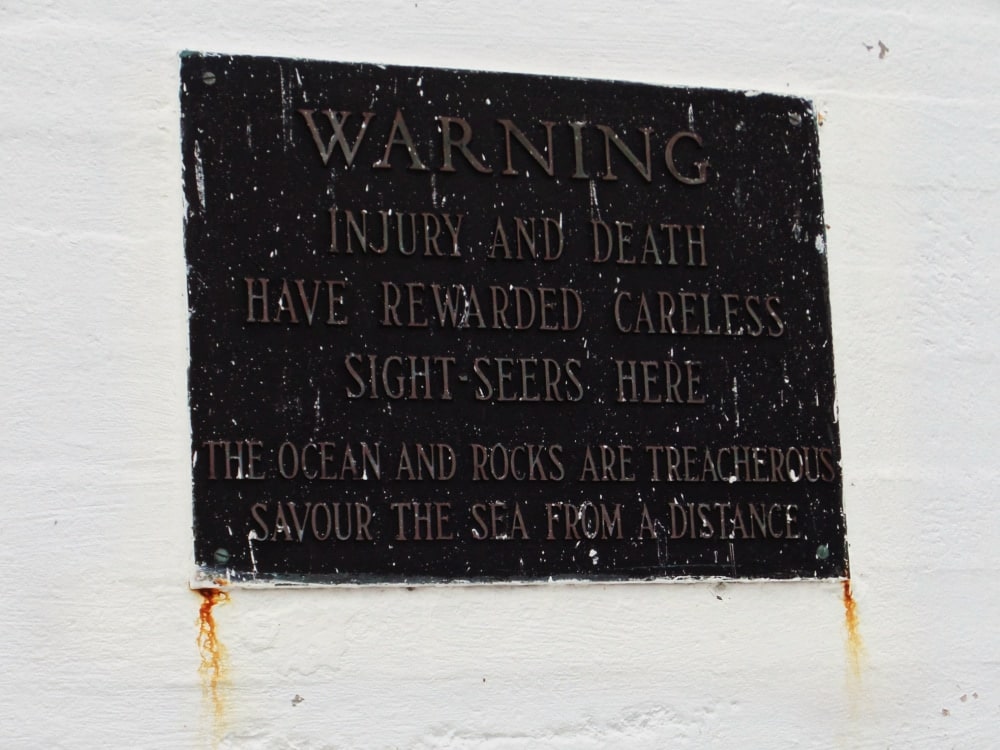 WARNING
INJURY AND DEATH
HAVE REWARDED CARELESS
SIGHT-SEERS HERE
THE OCEAN AND ROCKS ARE TREACHEROUS
SAVOUR THE SEA FROM A DISTANCE